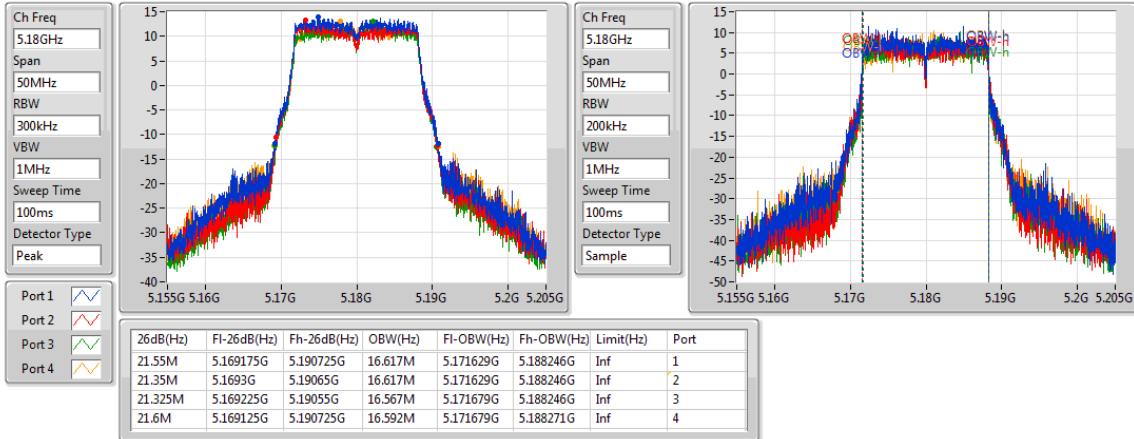 Ch Freq
5.18GHz
Span
50MHz
RBW
300kHz
VBW
1MHz
Sweep Time
100ms
Detector Type
Peak
15
10
5
0
-5
-10
-15
-20
-25
-30
-35
-40
5.155G 5.16G 5.17G 5.18G 5.19G 5.2G 5.205G
Ch Freq
5.18GHz
Span
50MHz
RBW
200kHz
VBW
1MHz
Sweep Time
100ms
Detector Type
Sample
15
10
5
0
-5
-10
-15
-20
-25
-30
-35
-40
-45
-50
OBW-h
OBW-h
5.155G 5.16G 5.17G 5.18G 5.19G 5.2G 5.205G
Port 1
Port 2
Port 3
Port 4
26dB(Hz) Fl-26dB(Hz) Fh-26dB(Hz) OBW(Hz) Fl-OBW(Hz) Fh-OBW(Hz) Limit(Hz) Port
21.55M 5.169175G 5.190725G 16.617M 5.171629G 5.188246G Inf 1
21.35M 5.1693G 5.19065G 16.617M 5.171629G 5.188246G Inf 2
21.325M 5.169225G 5.19055G 16.567M 5.171679G 5.188246G Inf 3
21.6M 5.169125G 5.190725G 16.592M 5.171679G 5.188271G Inf 4